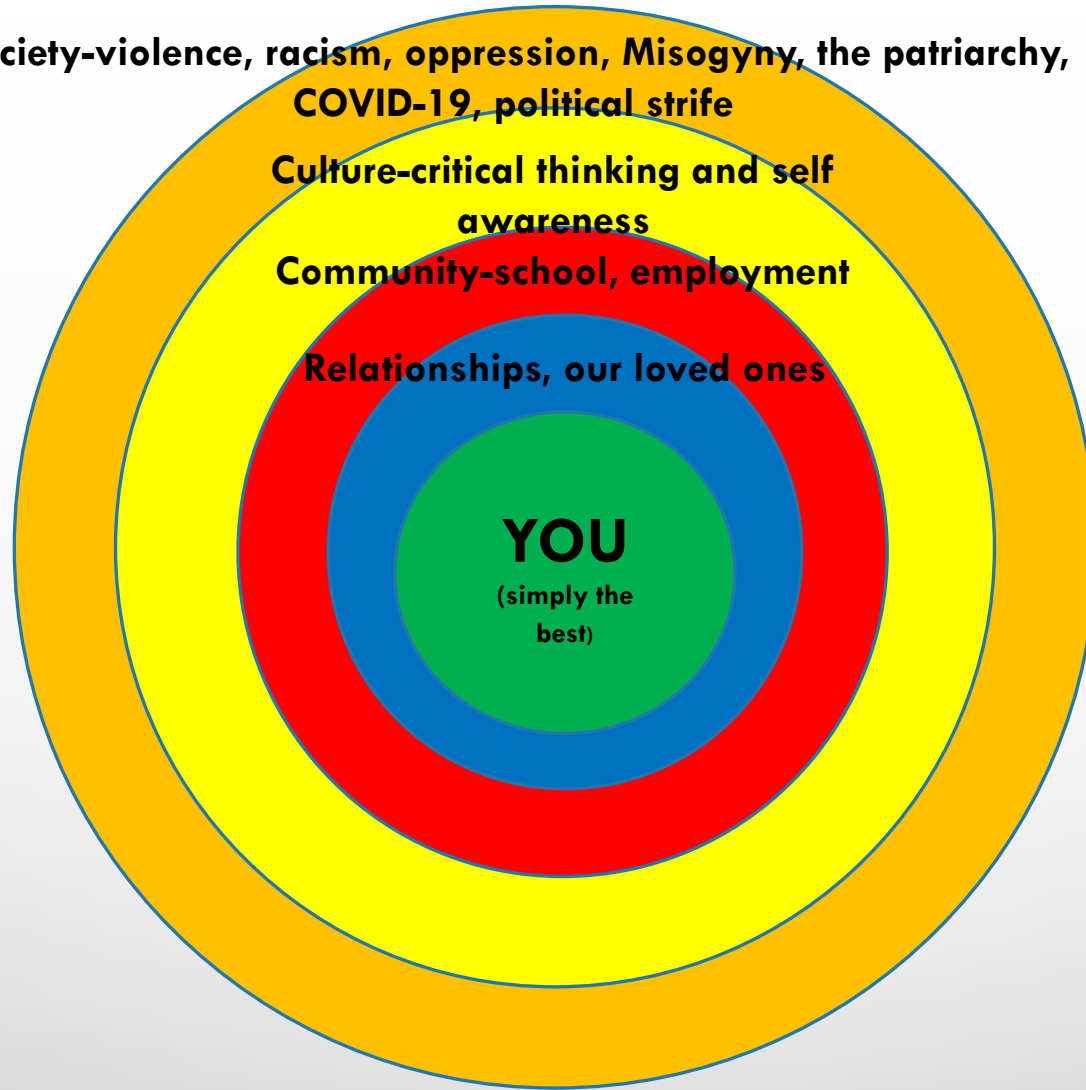 ciety-violence, racism, oppression, Misogyny, the patriarchy,
COVID-19, political strife
Culture-critical thinking and self
awareness
Community-school, employment
Relationships, our loved ones
YOU
(simply the
best)